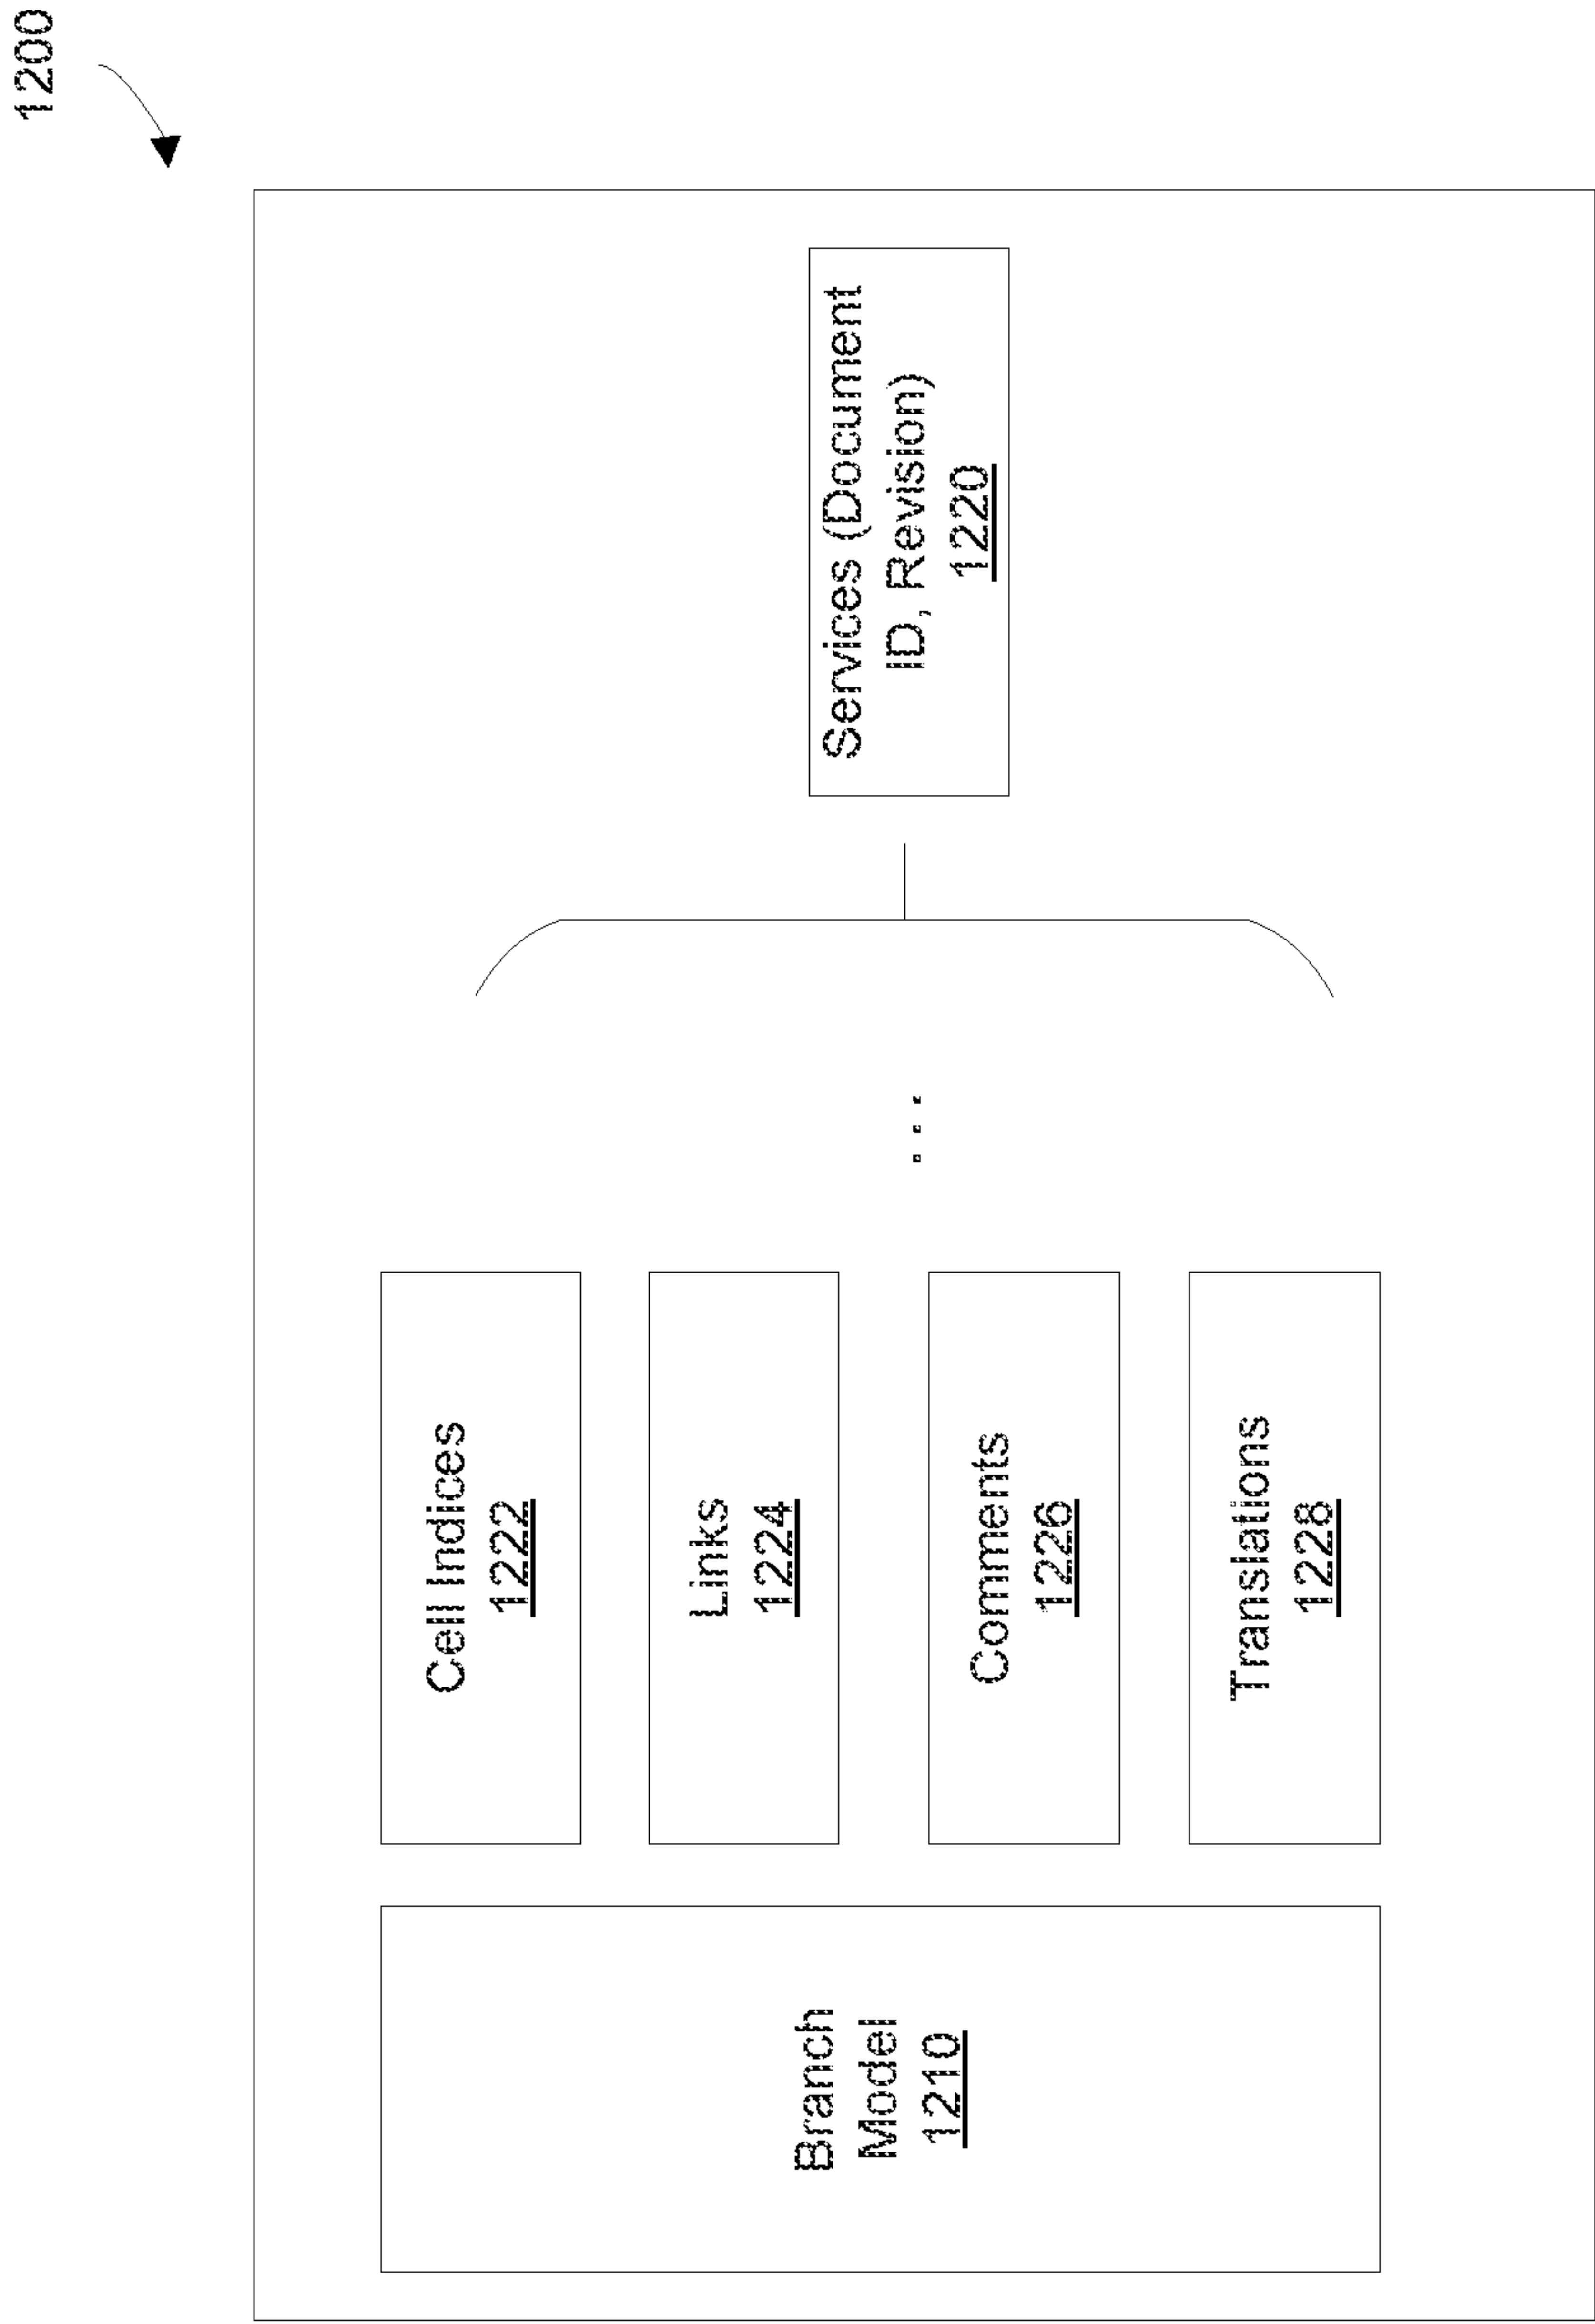 1200
Branch
Model
1210
Cell Indices
1222
Links
1224
Comments
1226
Translations
1228
...
Services (Document
ID, Revision)
1220